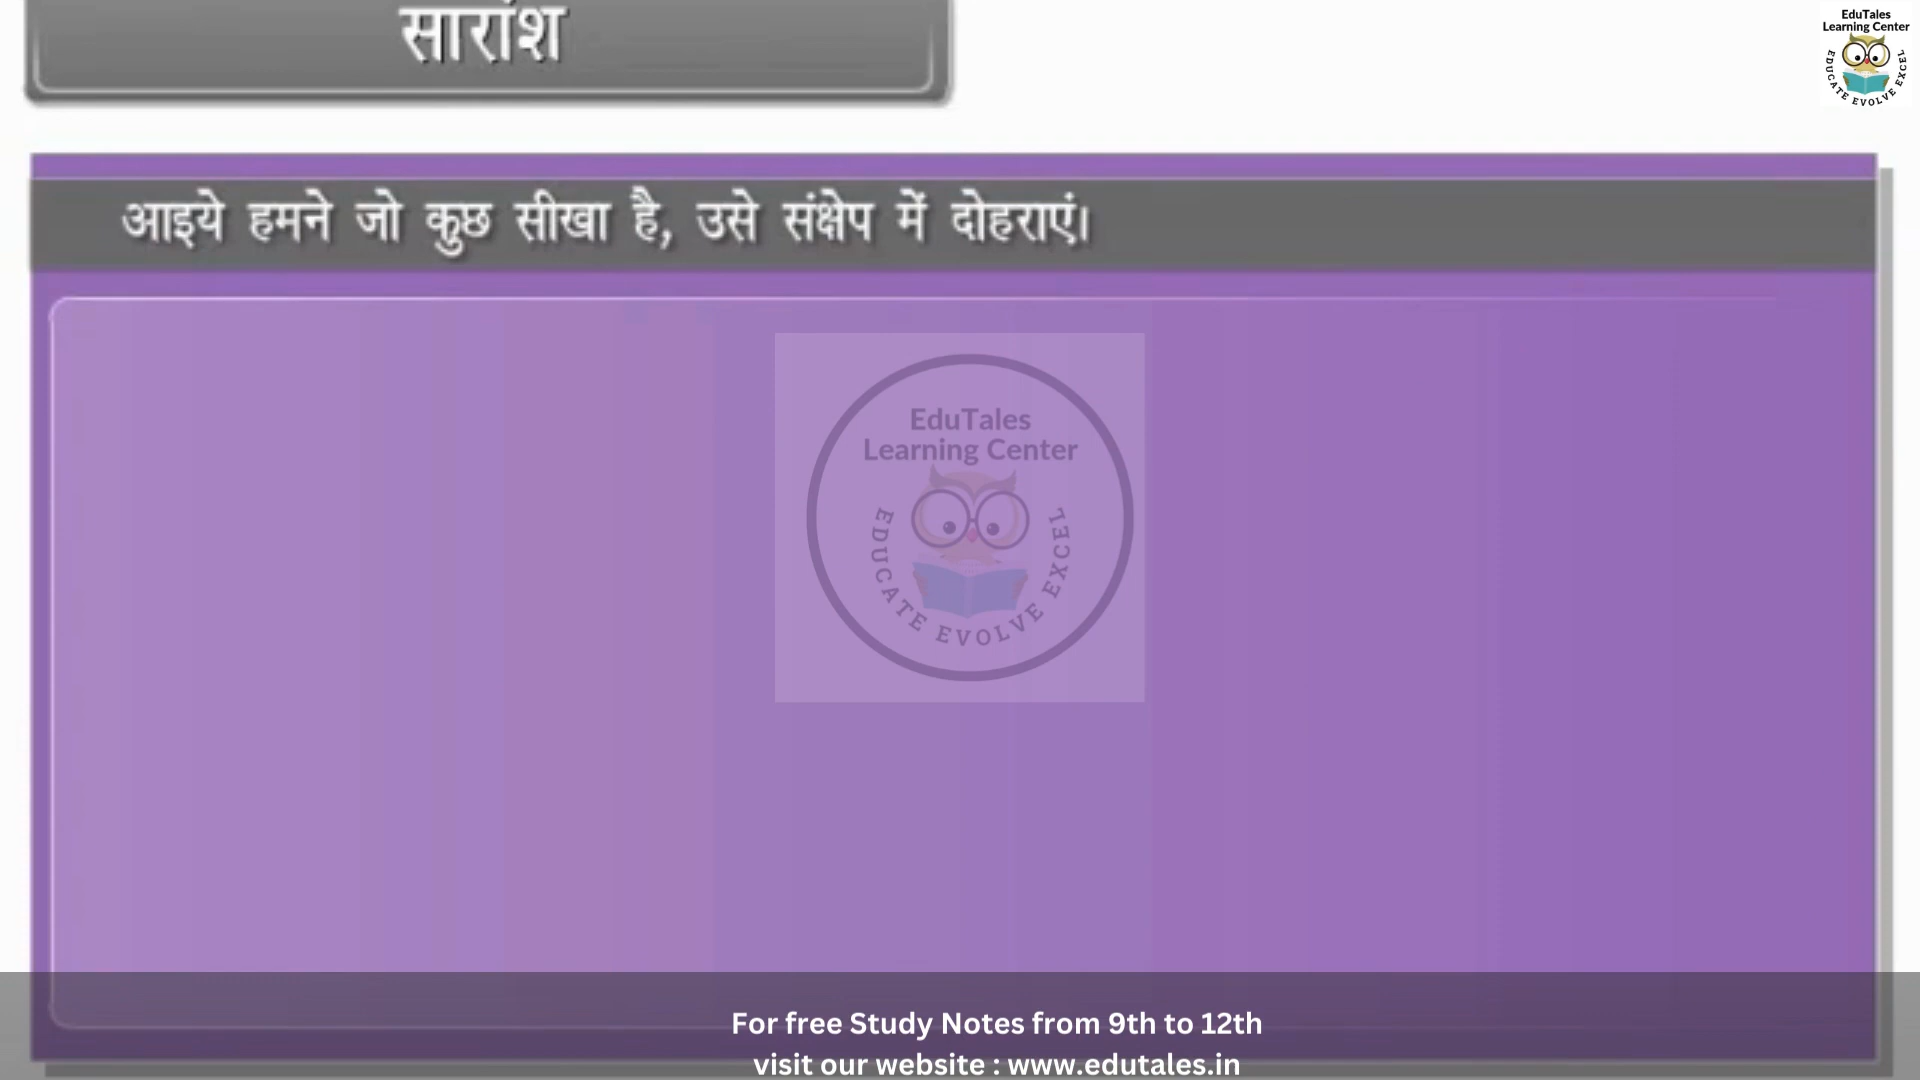 सारांश
EduTales
Learning Center
EDUCATE EVOLVE EXCEL
आइये हमने जो कुछ सीखा है, उसे संक्षेप में दोहराएं।
EduTales
Learning Center
EDUCATE EVOLVE EXCEL
For free Study Notes from 9th to 12th
visit our website : www.edutales.in